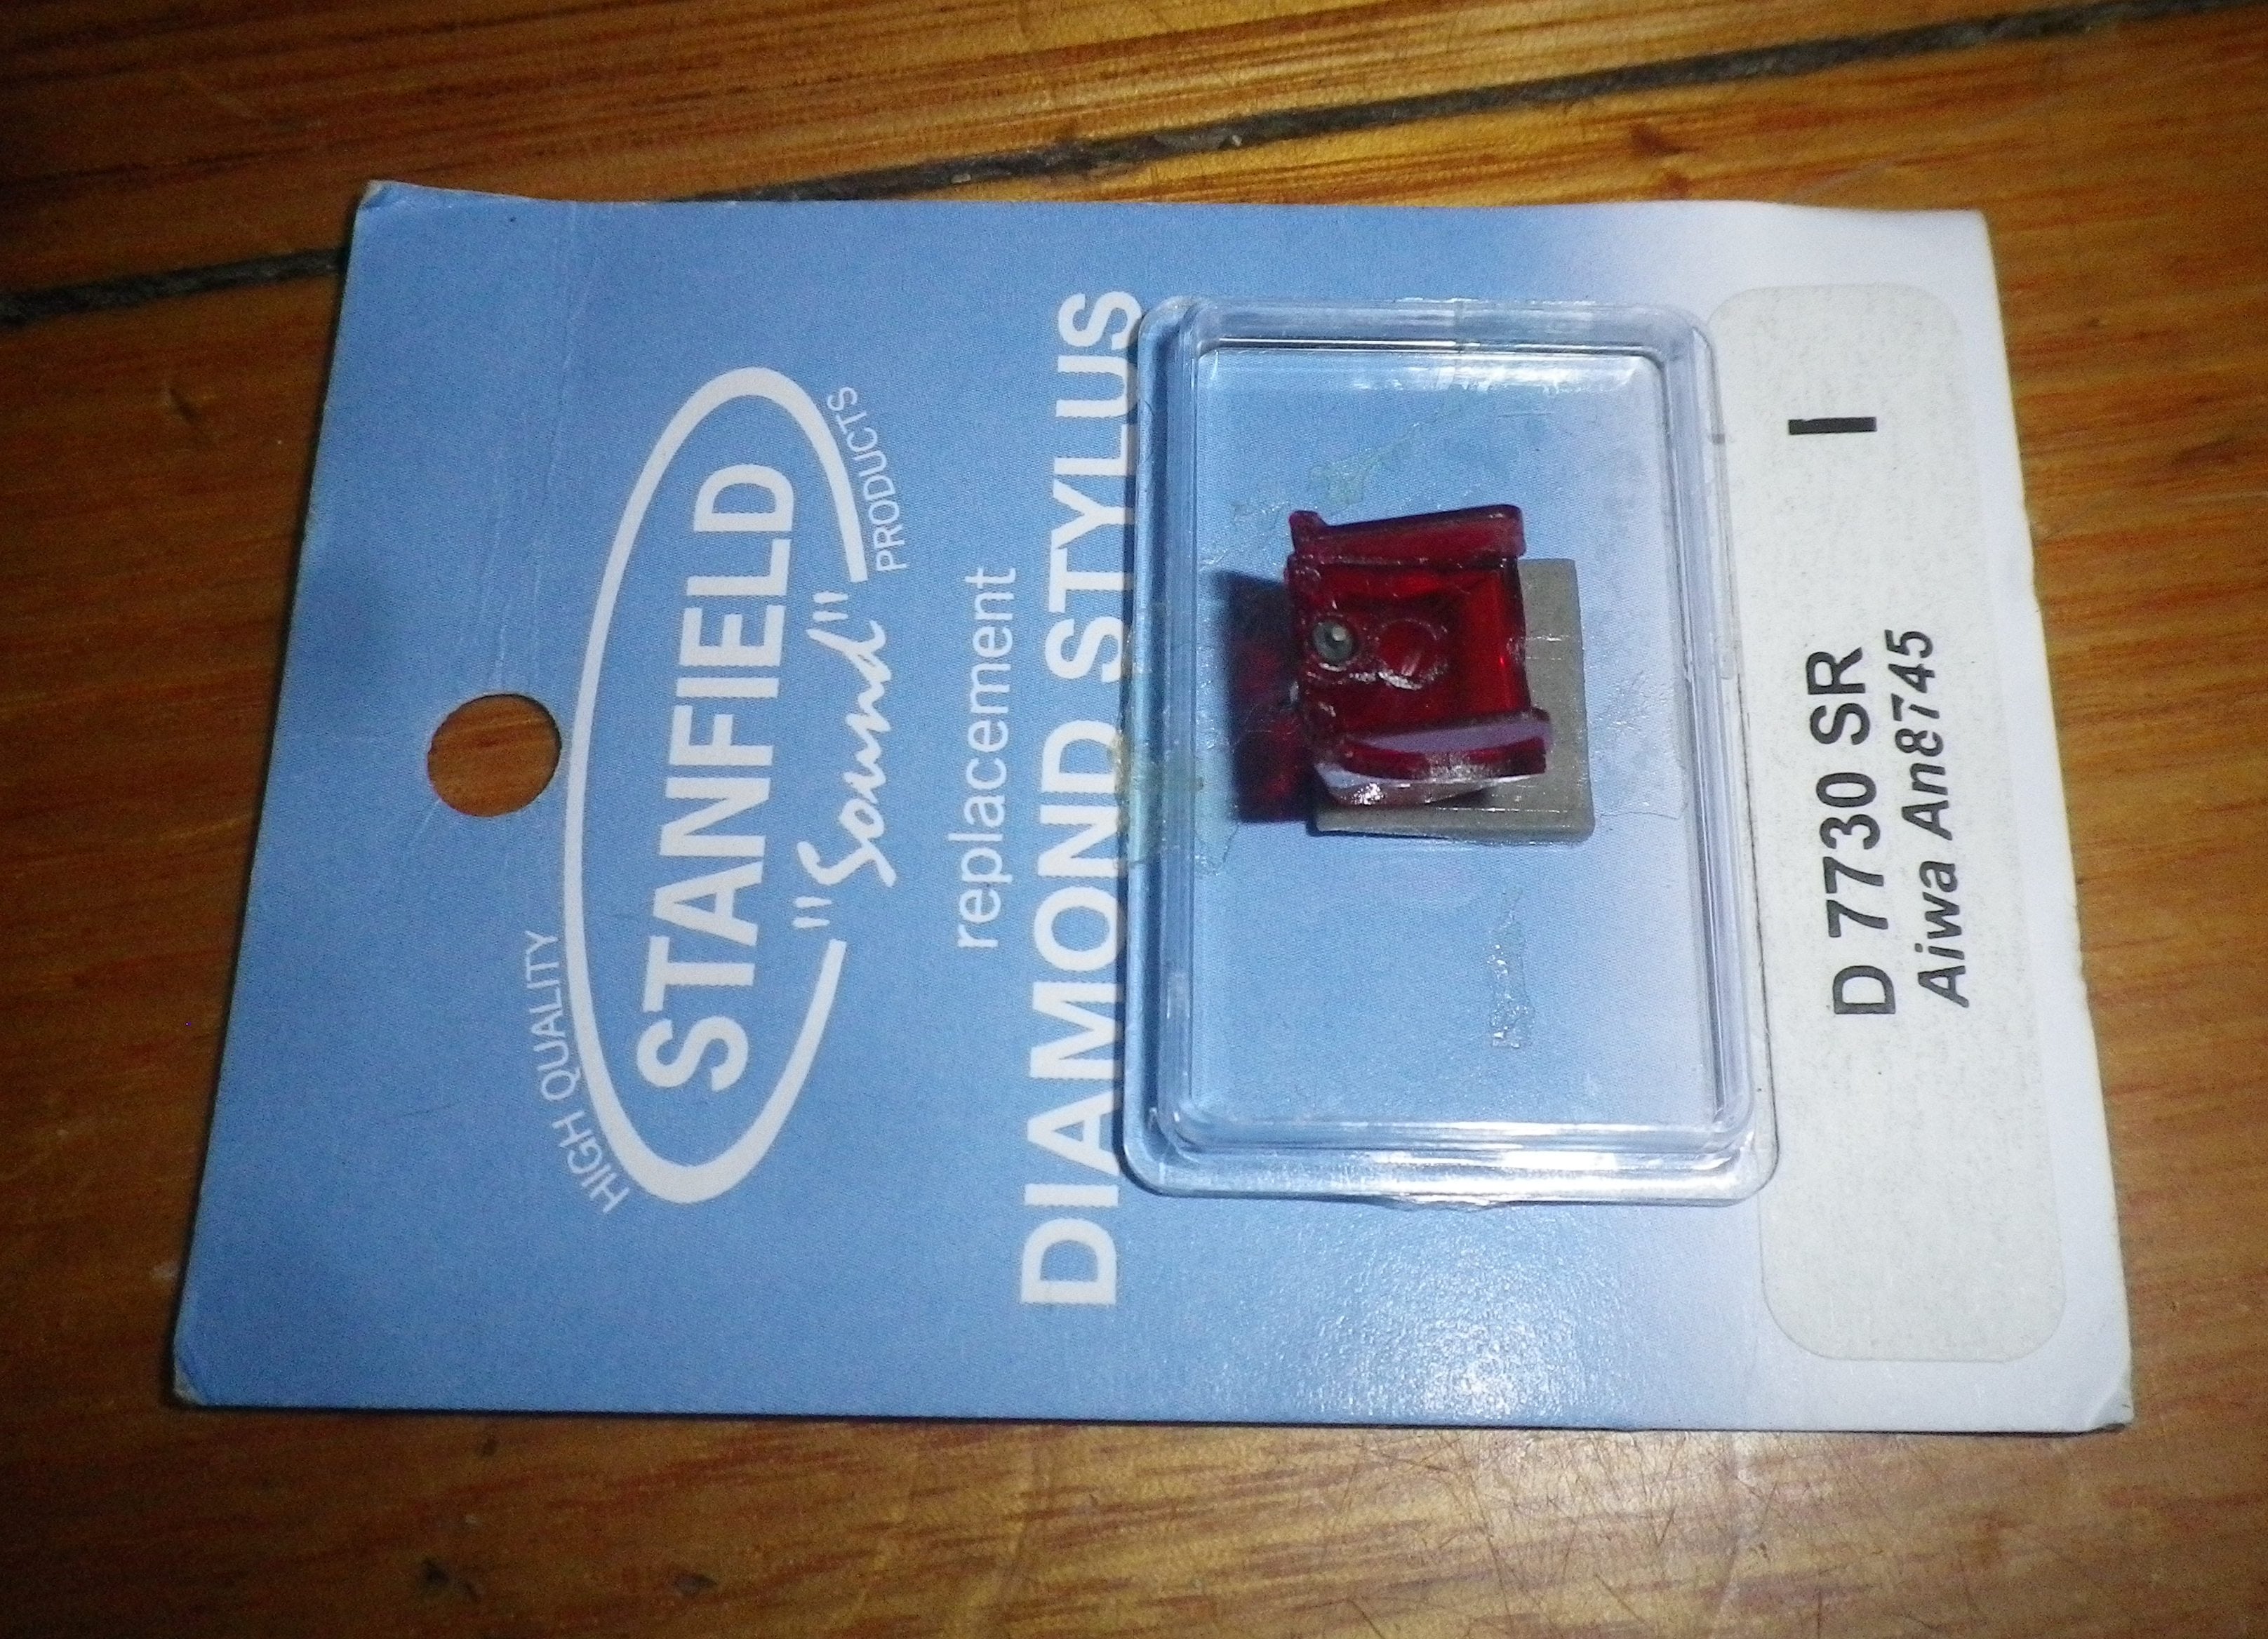 HIGH QUALITY
STANFIELD
"Sound"
PRODUCTS
replacement
DIAMOND STYLUS
D 7730 SR I
Aiwa An8745